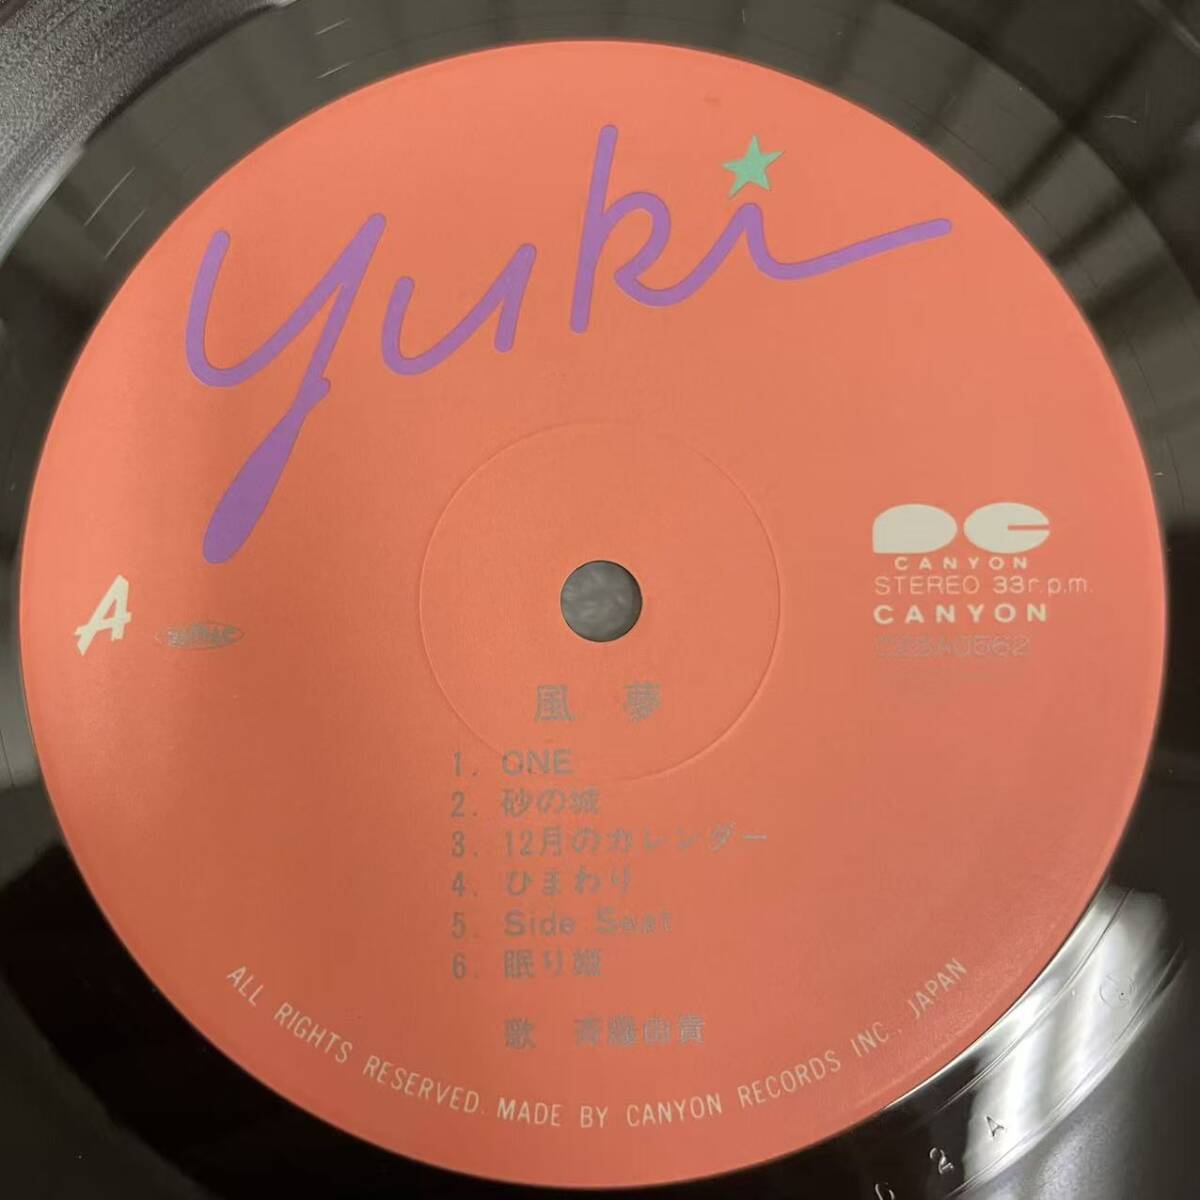 yuki
A
CANYON
STEREO 33r.p.m.
CANYON
C28A0562
風 夢
1. ONE
2. 砂の城
3. 12月のカレンダー
4. ひまわり
5. Side Seat
6. 眠り姫
歌 斉藤由貴
ALL RIGHTS RESERVED. MADE BY CANYON RECORDS INC., JAPAN
2 A